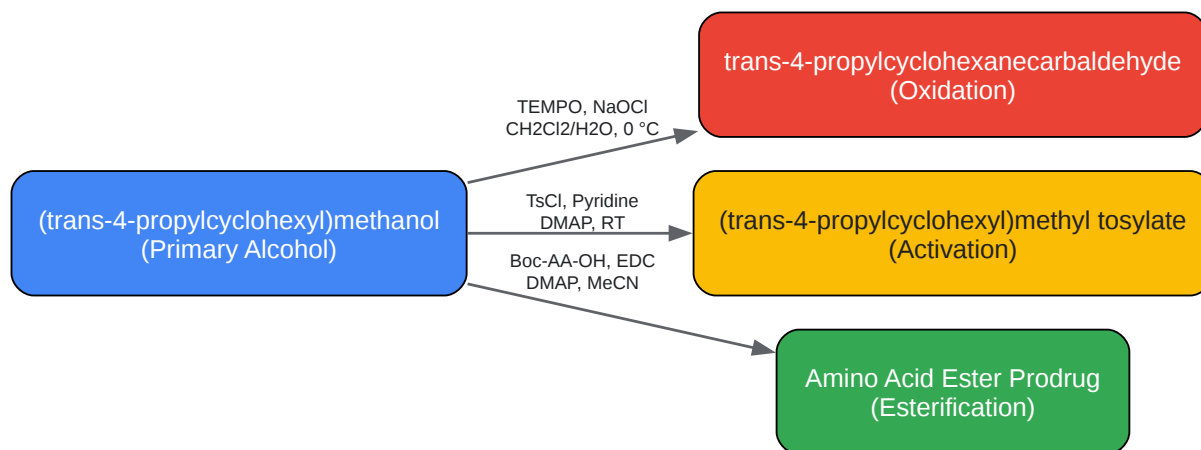 trans-4-propylcyclohexanecarbaldehyde
(Oxidation)
TEMPO, NaOCl
CH2Cl2/H2O, 0 °C
(trans-4-propylcyclohexyl)methanol
(Primary Alcohol)
TsCl, Pyridine
DMAP, RT
(trans-4-propylcyclohexyl)methyl tosylate
(Activation)
Boc-AA-OH, EDC
DMAP, MeCN
Amino Acid Ester Prodrug
(Esterification)